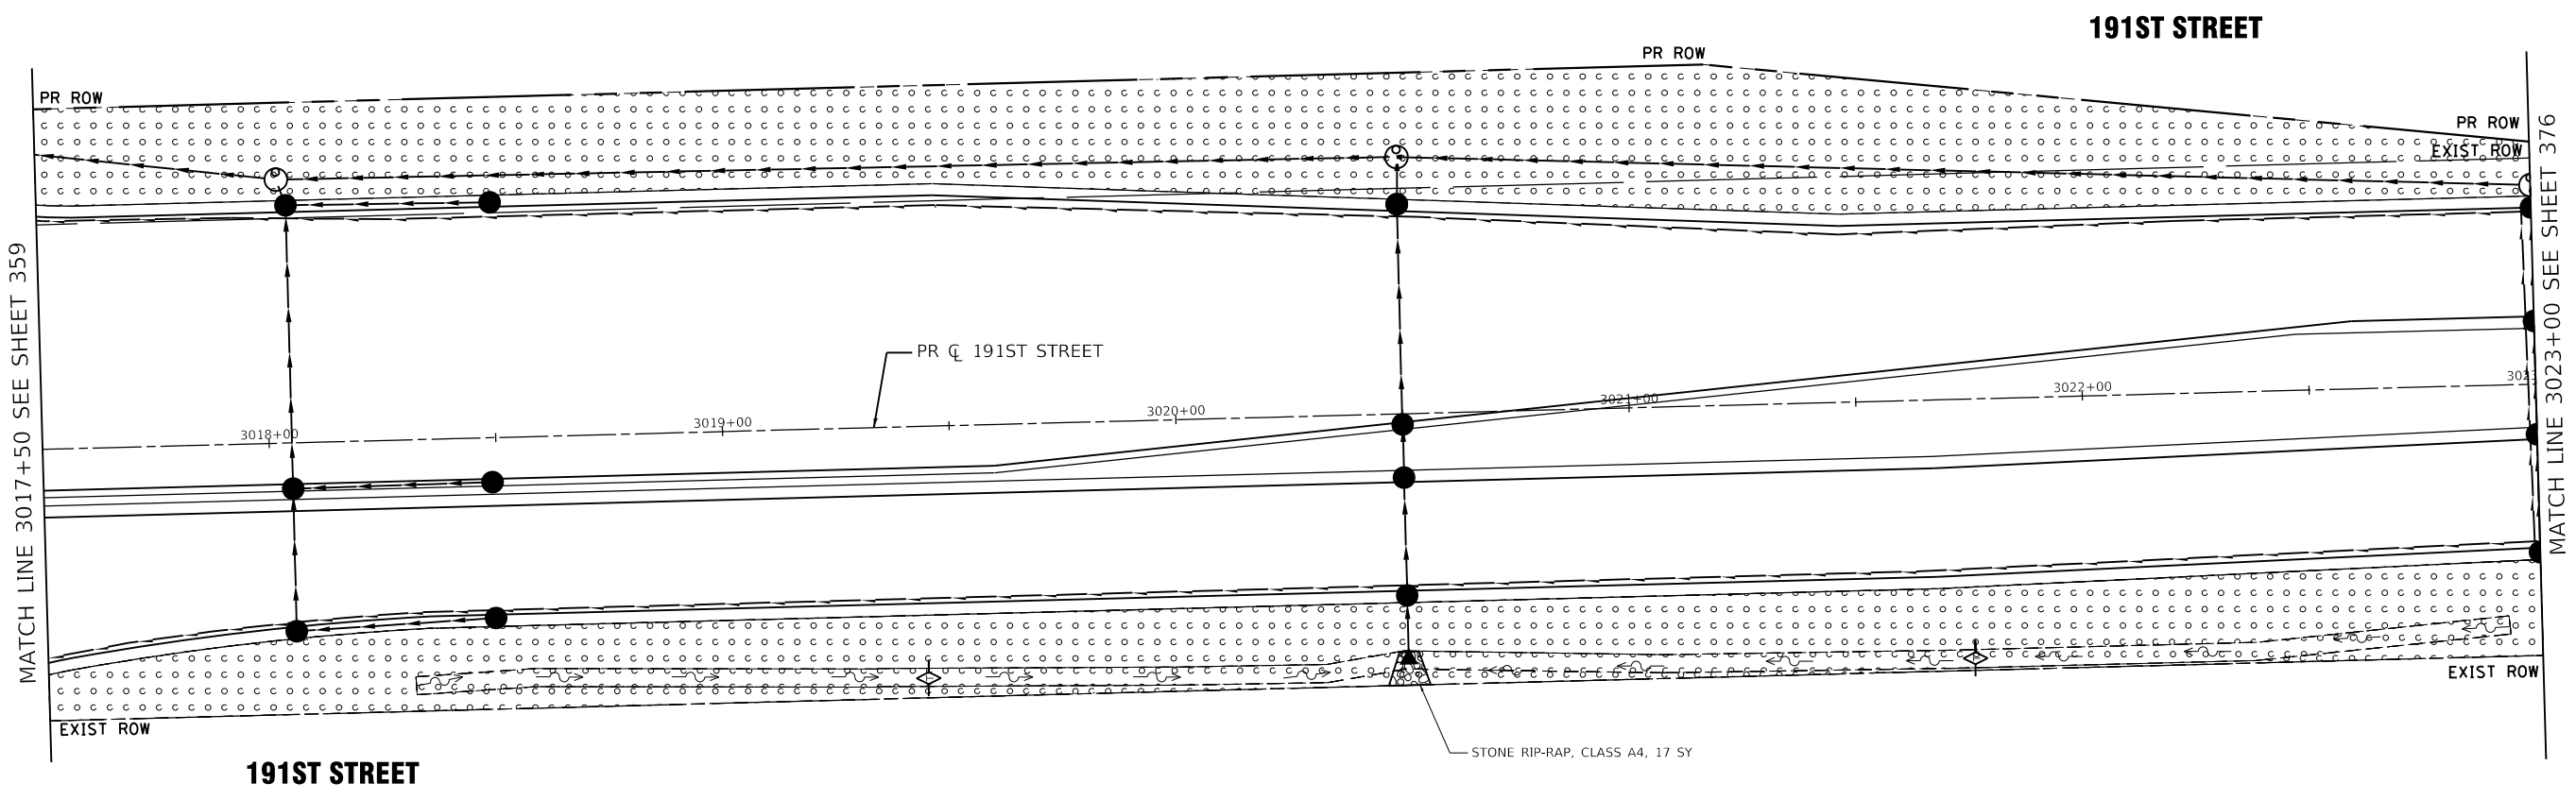 191ST STREET
PR ROW
PR ROW
PR ROW
EXIST ROW
MATCH LINE 3017+50 SEE SHEET 359
MATCH LINE 3023+00 SEE SHEET 376
PR ℄ 191ST STREET
3018+00
3019+00
3020+00
3021+00
3022+00
EXIST ROW
EXIST ROW
STONE RIP-RAP, CLASS A4, 17 SY
191ST STREET